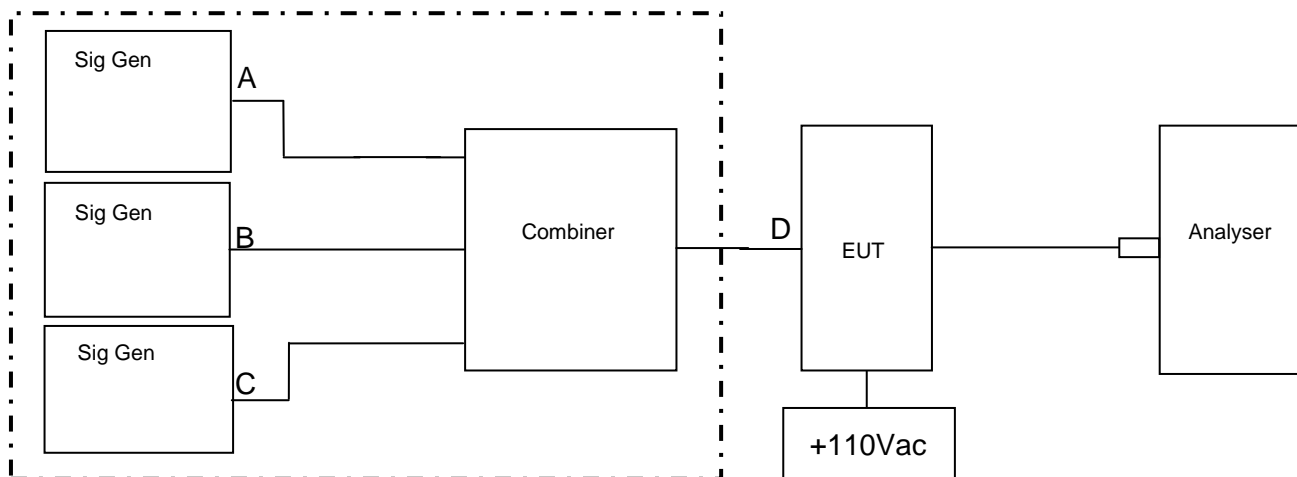 Sig Gen
A
Sig Gen
B
Sig Gen
C
Combiner
D
EUT
Analyser
+110Vac